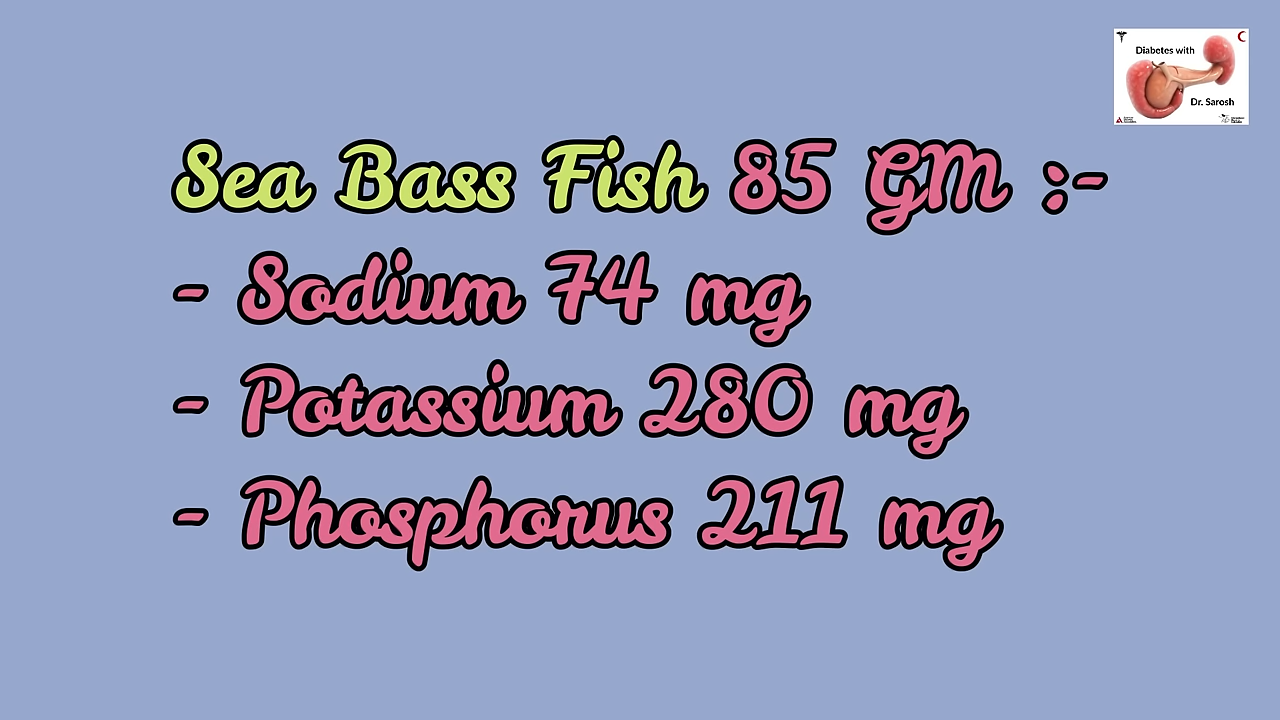 Diabetes with
Dr. Sarosh
Sea Bass Fish 85 GM :-
- Sodium 74 mg
- Potassium 280 mg
- Phosphorus 211 mg